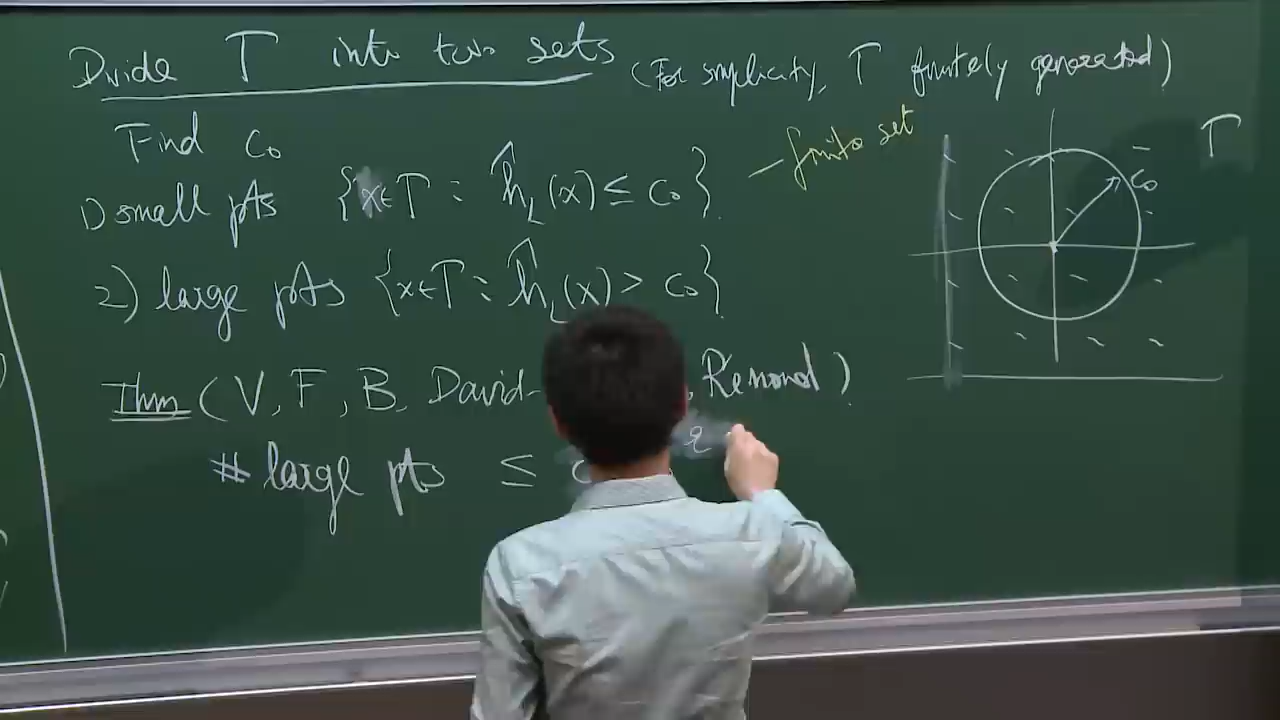 Divide Γ into two sets (For simplicity, Γ finitely generated)
Find c₀
1) small pts {x∈Γ : ĥ_L(x) ≤ c₀}. – finite set
2) large pts {x∈Γ : ĥ_L(x) > c₀}
Thm (V, F, B, David- , Rémond)
# large pts ≤ c
Γ
c₀